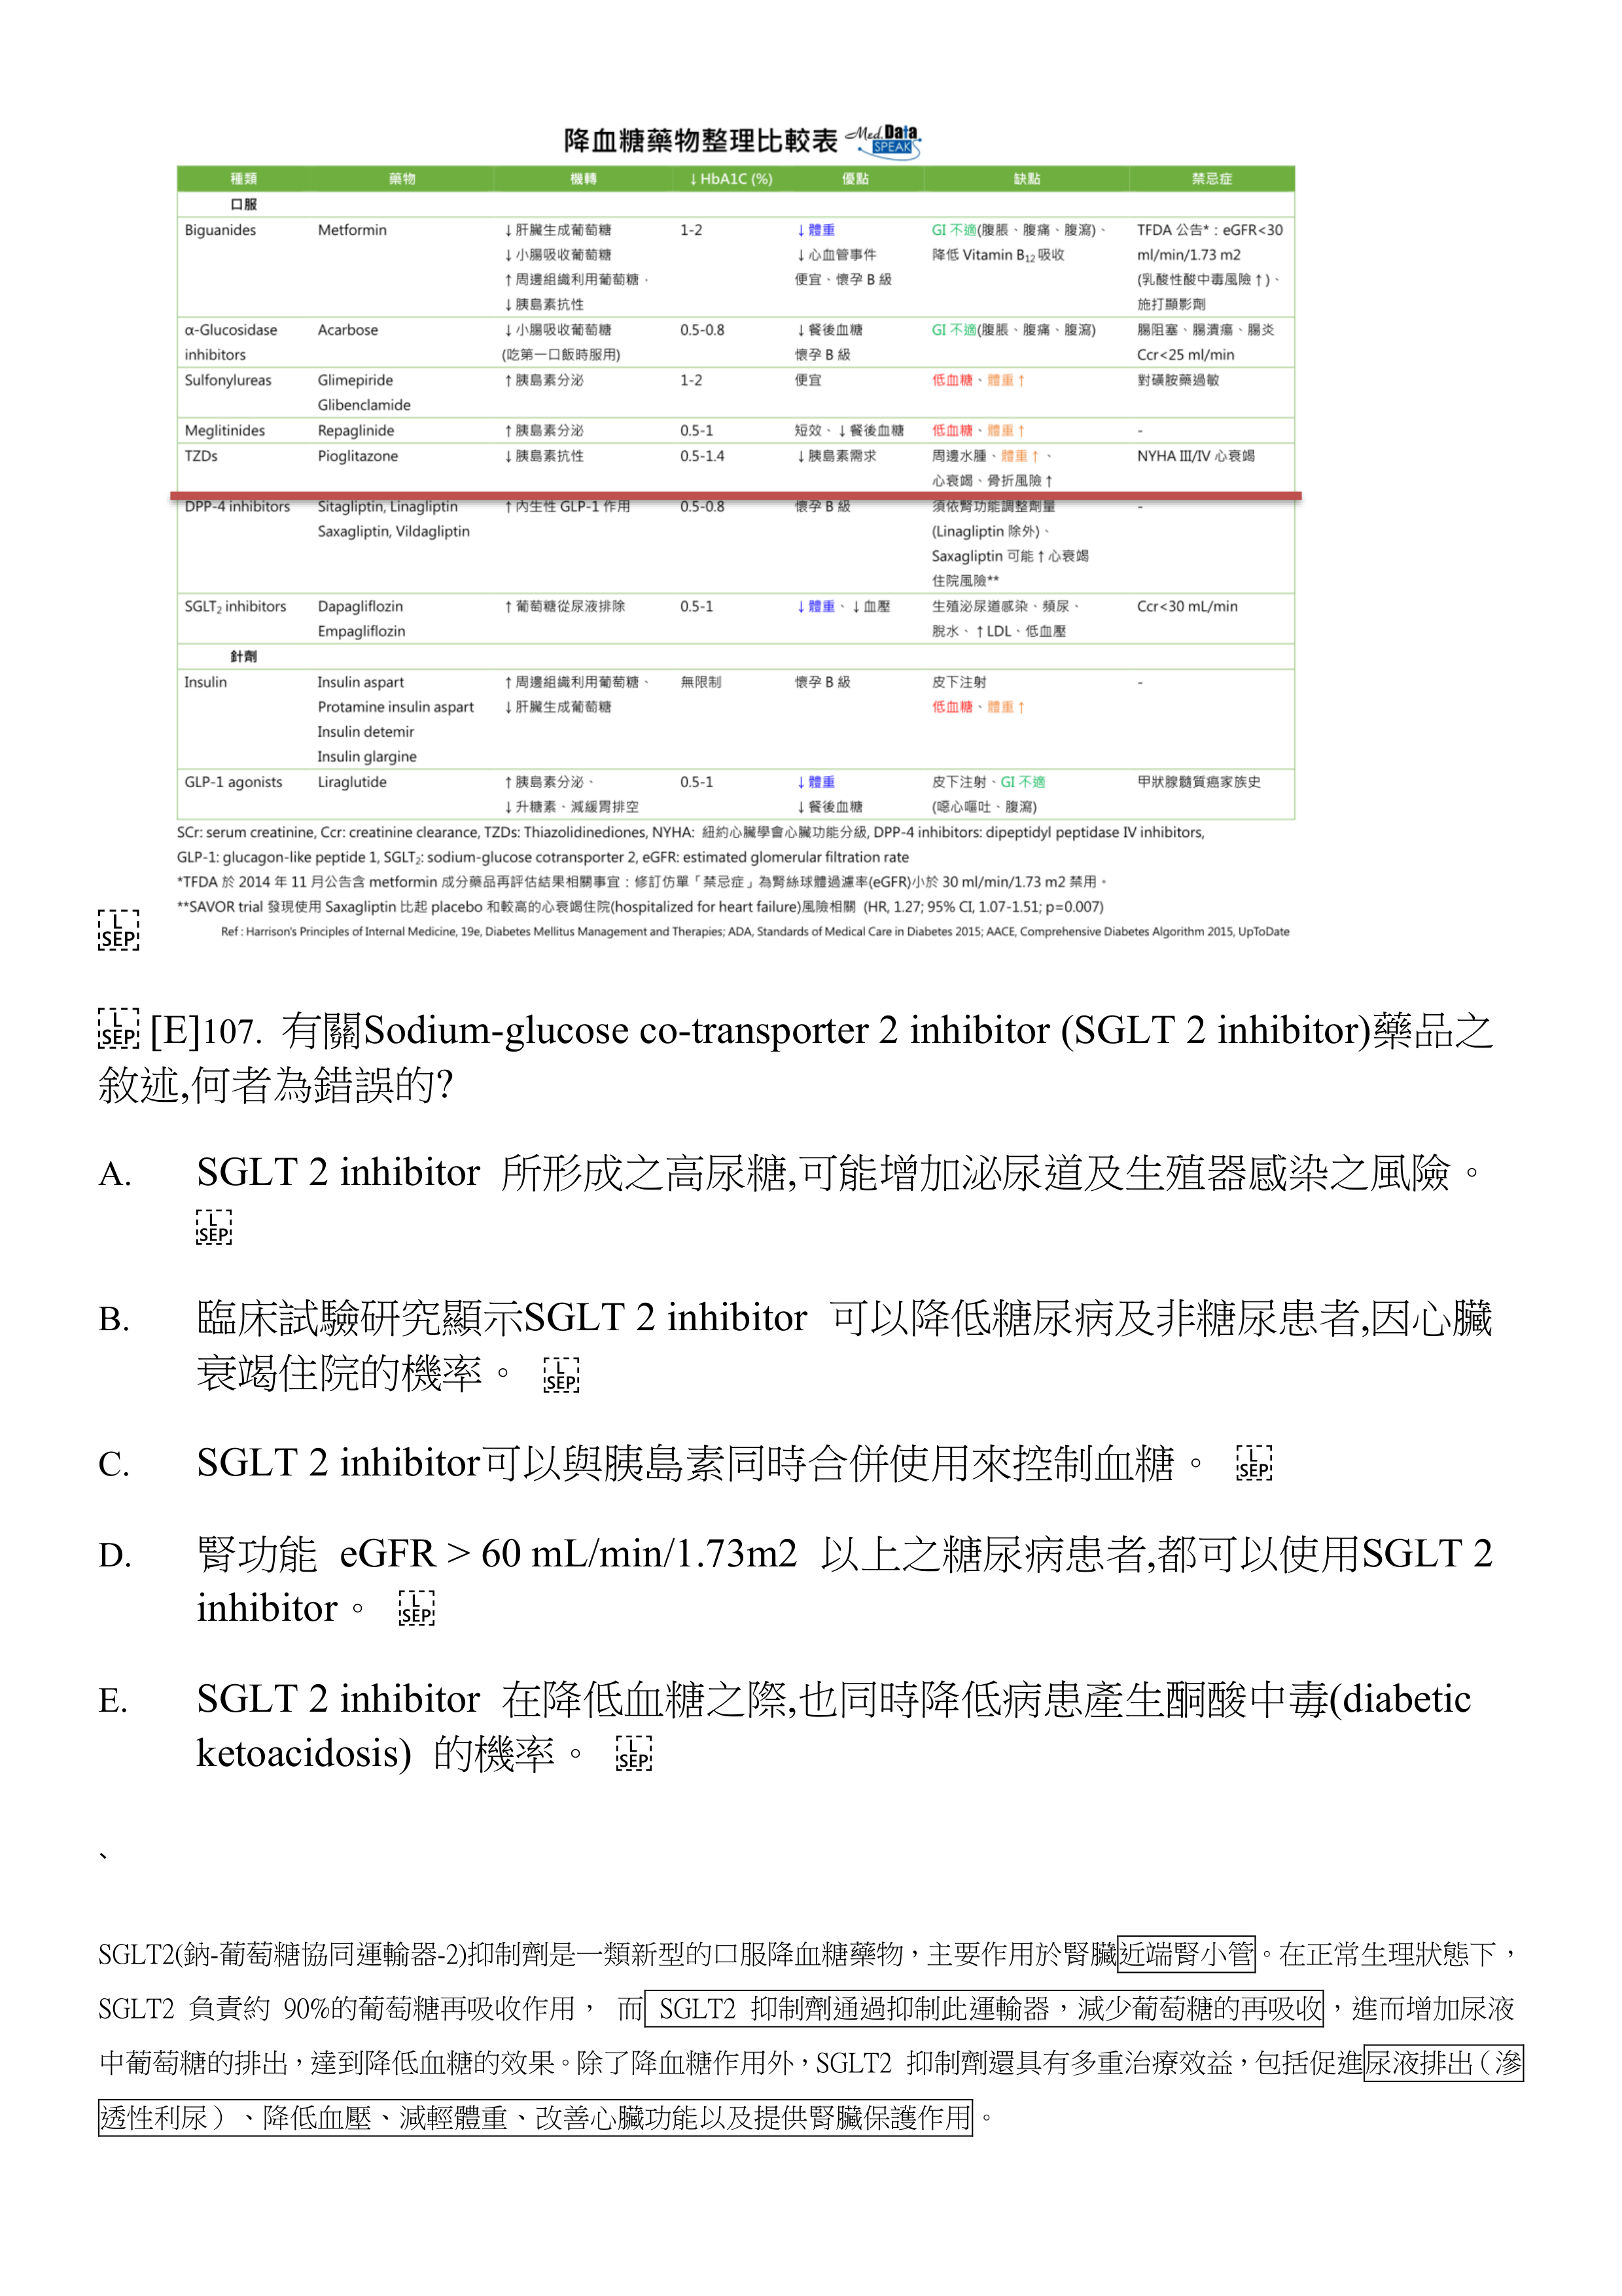 降血糖藥物整理比較表 Med.Data SPEAK
種類 藥物 機轉 ↓HbA1C (%) 優點 缺點 禁忌症
口服
Biguanides Metformin ↓肝臟生成葡萄糖 1-2 ↓體重 GI 不適(腹脹、腹痛、腹瀉)、 TFDA 公告*：eGFR<30
↓小腸吸收葡萄糖 ↓心血管事件 降低 Vitamin B12 吸收 ml/min/1.73 m2
↑周邊組織利用葡萄糖、 便宜、懷孕 B 級 (乳酸性酸中毒風險↑)、
↓胰島素抗性 施打顯影劑
α-Glucosidase Acarbose ↓小腸吸收葡萄糖 0.5-0.8 ↓餐後血糖 GI 不適(腹脹、腹痛、腹瀉) 腸阻塞、腸潰瘍、腸炎
inhibitors (吃第一口飯時服用) 懷孕 B 級 Ccr<25 ml/min
Sulfonylureas Glimepiride ↑胰島素分泌 1-2 便宜 低血糖、體重↑ 對磺胺藥過敏
Glibenclamide
Meglitinides Repaglinide ↑胰島素分泌 0.5-1 短效、↓餐後血糖 低血糖、體重↑ -
TZDs Pioglitazone ↓胰島素抗性 0.5-1.4 ↓胰島素需求 周邊水腫、體重↑、 NYHA III/IV 心衰竭
心衰竭、骨折風險↑
DPP-4 inhibitors Sitagliptin, Linagliptin ↑內生性 GLP-1 作用 0.5-0.8 懷孕 B 級 須依腎功能調整劑量 -
Saxagliptin, Vildagliptin (Linagliptin 除外)、
Saxagliptin 可能↑心衰竭
住院風險**
SGLT2 inhibitors Dapagliflozin ↑葡萄糖從尿液排除 0.5-1 ↓體重、↓血壓 生殖泌尿道感染、頻尿、 Ccr<30 mL/min
Empagliflozin 脫水、↑LDL、低血壓
針劑
Insulin Insulin aspart ↑周邊組織利用葡萄糖、 無限制 懷孕 B 級 皮下注射 -
Protamine insulin aspart ↓肝臟生成葡萄糖 低血糖、體重↑
Insulin detemir
Insulin glargine
GLP-1 agonists Liraglutide ↑胰島素分泌、 0.5-1 ↓體重 皮下注射、GI 不適 甲狀腺髓質癌家族史
↓升糖素、減緩胃排空 ↓餐後血糖 (噁心嘔吐、腹瀉)
SCr: serum creatinine, Ccr: creatinine clearance, TZDs: Thiazolidinediones, NYHA: 紐約心臟學會心臟功能分級, DPP-4 inhibitors: dipeptidyl peptidase IV inhibitors,
GLP-1: glucagon-like peptide 1, SGLT2: sodium-glucose cotransporter 2, eGFR: estimated glomerular filtration rate
*TFDA 於 2014 年 11 月公告含 metformin 成分藥品再評估結果相關事宜：修訂仿單「禁忌症」為腎絲球體過濾率(eGFR)小於 30 ml/min/1.73 m2 禁用。
**SAVOR trial 發現使用 Saxagliptin 比起 placebo 和較高的心衰竭住院(hospitalized for heart failure)風險相關 (HR, 1.27; 95% CI, 1.07-1.51; p=0.007)
Ref : Harrison's Principles of Internal Medicine, 19e, Diabetes Mellitus Management and Therapies; ADA, Standards of Medical Care in Diabetes 2015; AACE, Comprehensive Diabetes Algorithm 2015, UpToDate
L SEP
L SEP [E]107. 有關Sodium-glucose co-transporter 2 inhibitor (SGLT 2 inhibitor)藥品之
敘述,何者為錯誤的?
A. SGLT 2 inhibitor 所形成之高尿糖,可能增加泌尿道及生殖器感染之風險。
L SEP
B. 臨床試驗研究顯示SGLT 2 inhibitor 可以降低糖尿病及非糖尿患者,因心臟
衰竭住院的機率。 L SEP
C. SGLT 2 inhibitor可以與胰島素同時合併使用來控制血糖。 L SEP
D. 腎功能 eGFR > 60 mL/min/1.73m2 以上之糖尿病患者,都可以使用SGLT 2
inhibitor。 L SEP
E. SGLT 2 inhibitor 在降低血糖之際,也同時降低病患產生酮酸中毒(diabetic
ketoacidosis) 的機率。 L SEP
、
SGLT2(鈉-葡萄糖協同運輸器-2)抑制劑是一類新型的口服降血糖藥物，主要作用於腎臟近端腎小管。在正常生理狀態下，
SGLT2 負責約 90%的葡萄糖再吸收作用， 而 SGLT2 抑制劑通過抑制此運輸器，減少葡萄糖的再吸收，進而增加尿液
中葡萄糖的排出，達到降低血糖的效果。除了降血糖作用外，SGLT2 抑制劑還具有多重治療效益，包括促進尿液排出（滲
透性利尿）、降低血壓、減輕體重、改善心臟功能以及提供腎臟保護作用。